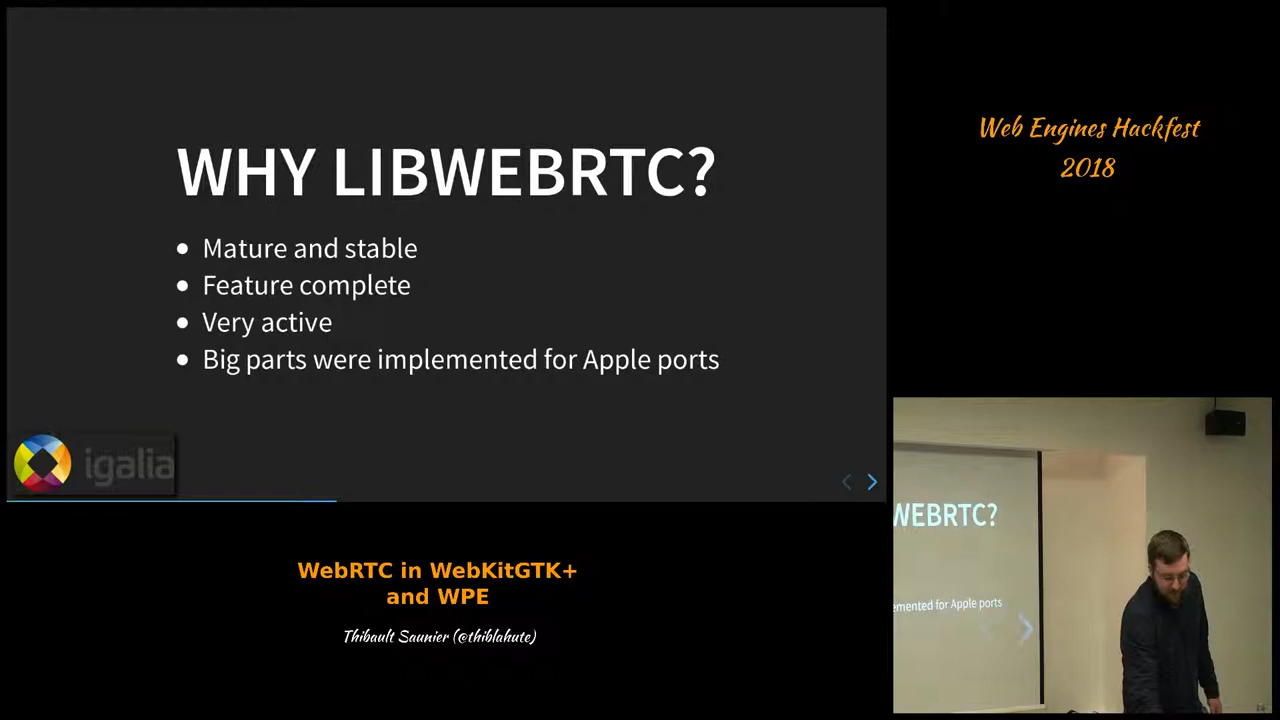 WHY LIBWEBRTC?
Mature and stable
Feature complete
Very active
Big parts were implemented for Apple ports
igalia
WebRTC in WebKitGTK+
and WPE
Thibault Saunier (@thiblahute)
Web Engines Hackfest
2018
WEBRTC?
emented for Apple ports